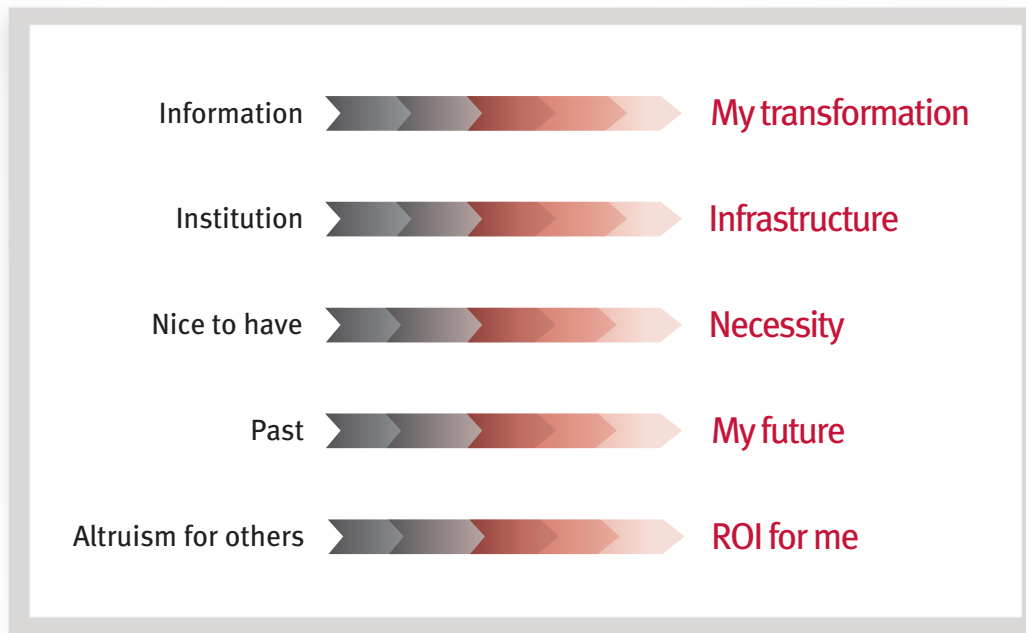 Information My transformation
Institution Infrastructure
Nice to have Necessity
Past My future
Altruism for others ROI for me